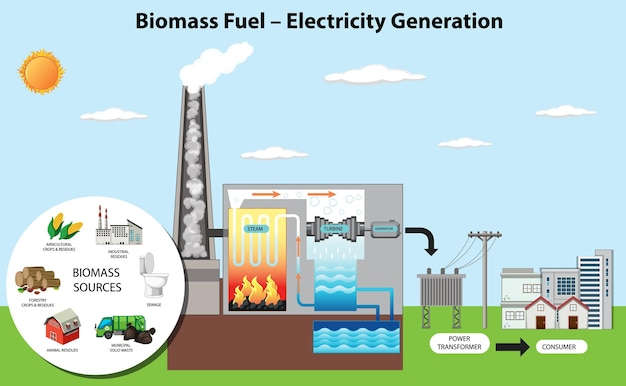 Biomass Fuel – Electricity Generation
AGRICULTURAL
CROPS & RESIDUES
INDUSTRIAL
RESIDUES
BIOMASS
SOURCES
FORESTRY
CROPS & RESIDUES
SEWAGE
ANIMAL RESIDUES
MUNICIPAL
SOLID WASTE
STEAM
TURBINE
GENERATOR
POWER
TRANSFORMER
CONSUMER